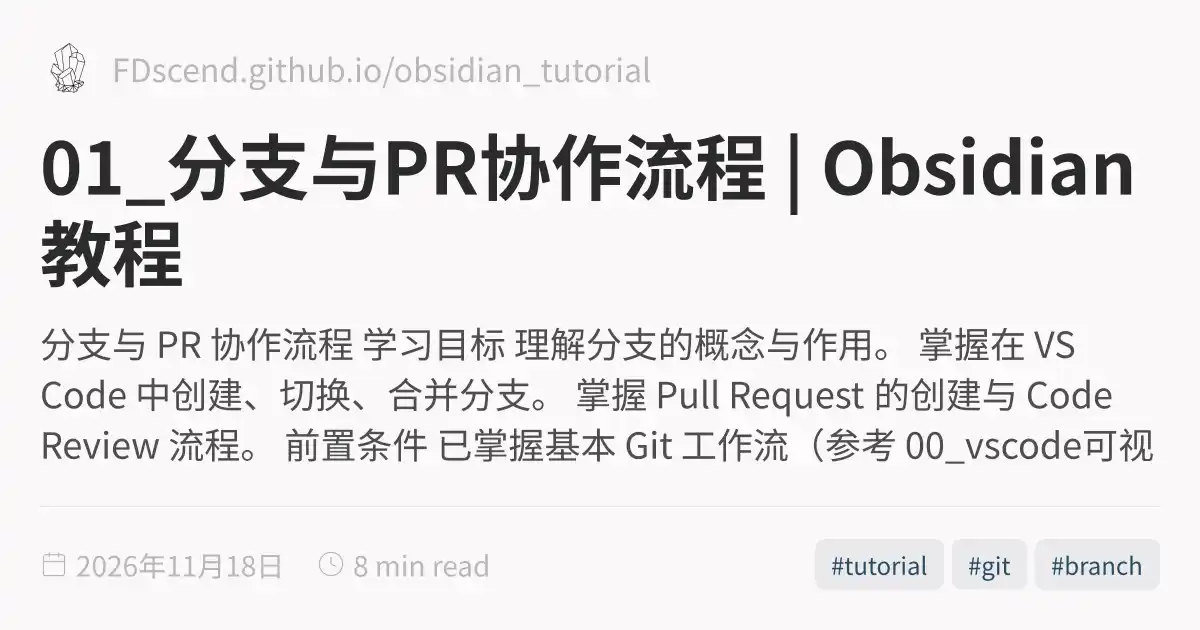 FDscend.github.io/obsidian_tutorial
01_分支与PR协作流程 | Obsidian
教程
分支与 PR 协作流程 学习目标 理解分支的概念与作用。 掌握在 VS
Code 中创建、切换、合并分支。 掌握 Pull Request 的创建与 Code
Review 流程。 前置条件 已掌握基本 Git 工作流（参考 00_vscode可视
2026年11月18日 8 min read #tutorial #git #branch